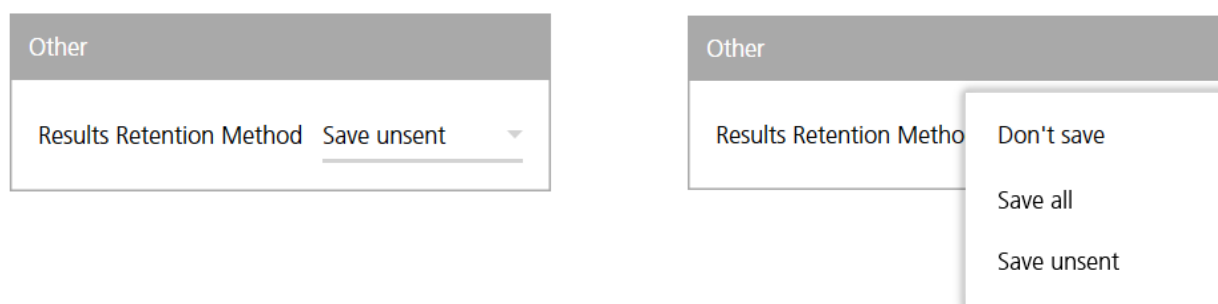 Other
Results Retention Method Save unsent
Other
Results Retention Metho
Don't save
Save all
Save unsent